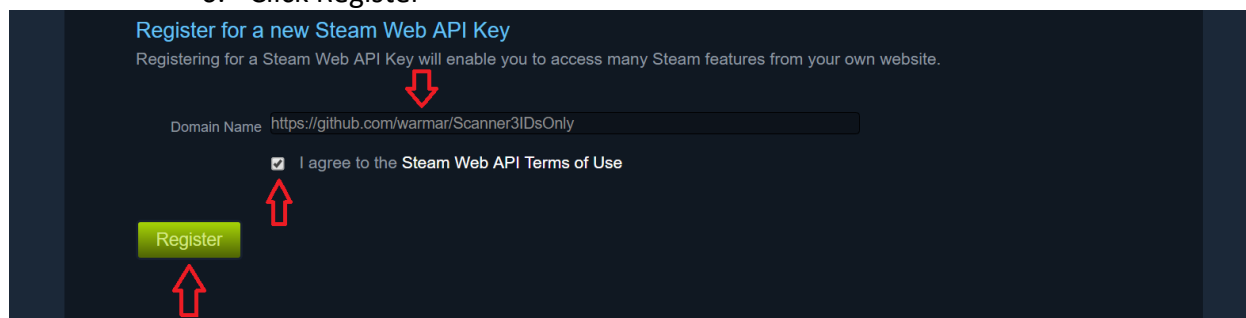 Click Register
Register for a new Steam Web API Key
Registering for a Steam Web API Key will enable you to access many Steam features from your own website.
Domain Name https://github.com/warmar/Scanner3IDsOnly
I agree to the Steam Web API Terms of Use
Register